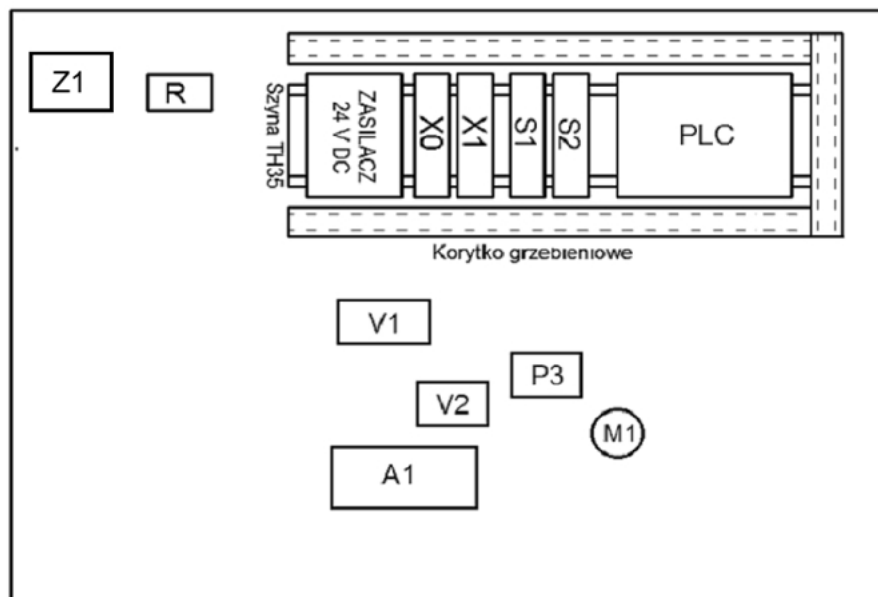 Z1
R
Szyna TH35
ZASILACZ
24 V DC
X0
X1
S1
S2
PLC
Korytko grzebieniowe
V1
P3
V2
M1
A1